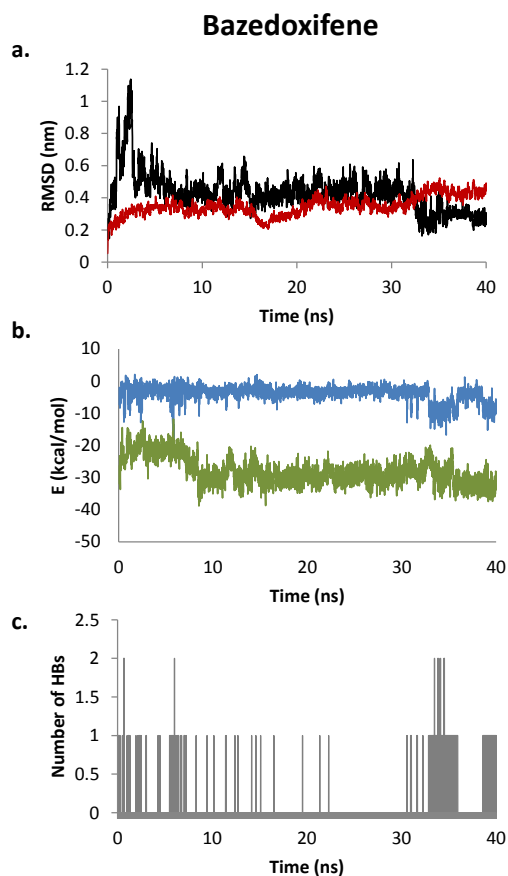 Bazedoxifene
a.
1.2
1
0.8
0.6
0.4
0.2
0
RMSD (nm)
0 10 20 30 40
Time (ns)
b.
10
0
-10
-20
-30
-40
-50
E (kcal/mol)
0 10 20 30 40
Time (ns)
c.
2.5
2
1.5
1
0.5
0
Number of HBs
0 10 20 30 40
Time (ns)